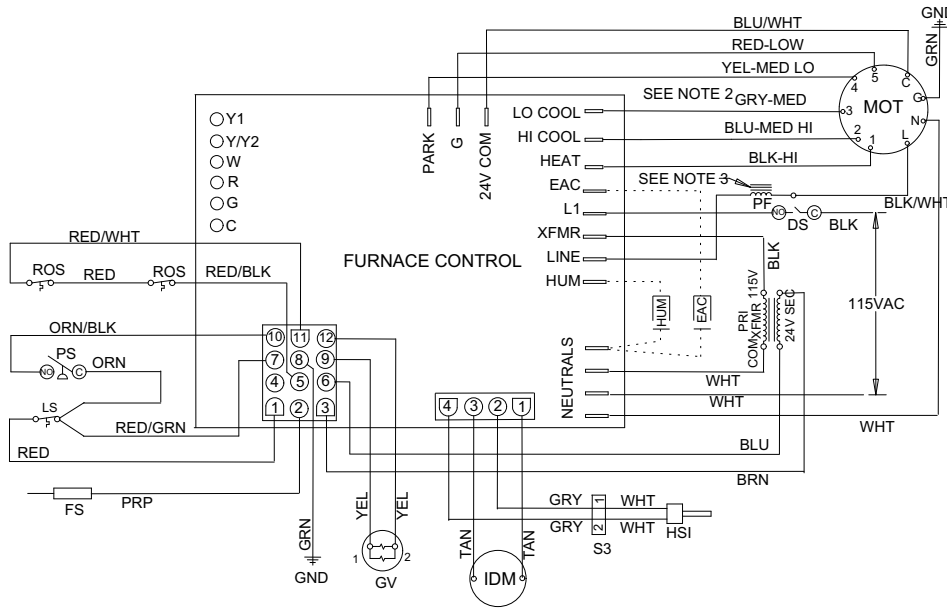 BLU/WHT
GND
RED-LOW
GRN
YEL-MED LO
5
4
C
G
SEE NOTE 2
GRY-MED
3
MOT
N
LO COOL
BLU-MED HI
2
1
L
HI COOL
BLK-HI
HEAT
PARK
G
24V COM
Y1
Y/Y2
W
R
G
C
EAC
SEE NOTE 3
PF
BLK/WHT
L1
NO
DS
C
BLK
XFMR
BLK
LINE
FURNACE CONTROL
HUM
HUM
EAC
PRI
COM
XFMR
115V
24V SEC
115VAC
NEUTRALS
WHT
WHT
WHT
BLU
BRN
RED/WHT
ROS
RED
ROS
RED/BLK
ORN/BLK
PS
NO
C
ORN
LS
RED/GRN
RED
FS
PRP
10
11
12
7
8
9
4
5
6
1
2
3
4
3
2
1
GRN
GND
YEL
YEL
1
2
GV
TAN
TAN
IDM
GRY
GRY
1
2
S3
WHT
WHT
HSI